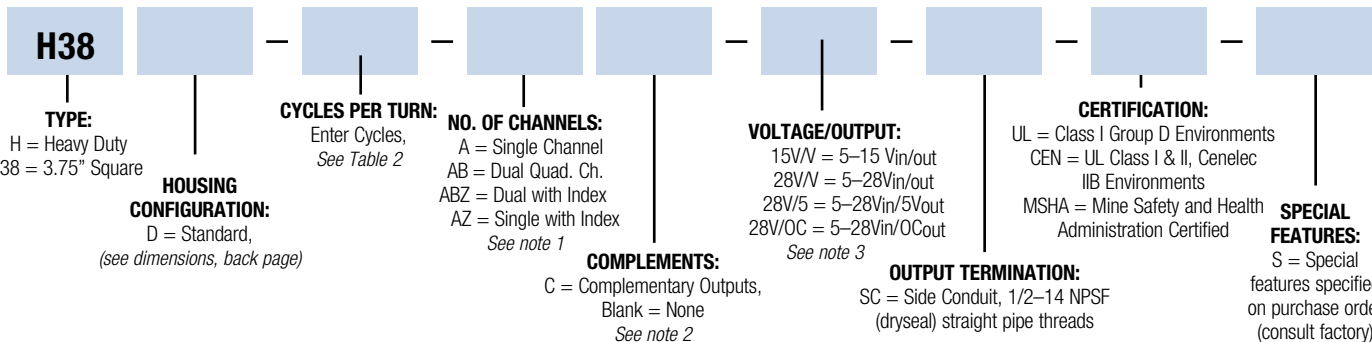 H38 – – – – – – –
TYPE:
H = Heavy Duty
38 = 3.75” Square
HOUSING
CONFIGURATION:
D = Standard,
(see dimensions, back page)
CYCLES PER TURN:
Enter Cycles,
See Table 2
NO. OF CHANNELS:
A = Single Channel
AB = Dual Quad. Ch.
ABZ = Dual with Index
AZ = Single with Index
See note 1
COMPLEMENTS:
C = Complementary Outputs,
Blank = None
See note 2
VOLTAGE/OUTPUT:
15V/V = 5–15 Vin/out
28V/V = 5–28Vin/out
28V/5 = 5–28Vin/5Vout
28V/OC = 5–28Vin/OCout
See note 3
OUTPUT TERMINATION:
SC = Side Conduit, 1/2–14 NPSF
(dryseal) straight pipe threads
CERTIFICATION:
UL = Class I Group D Environments
CEN = UL Class I & II, Cenelec
IIB Environments
MSHA = Mine Safety and Health
Administration Certified
SPECIAL
FEATURES:
S = Special
features specifie
on purchase orde
(consult factory)